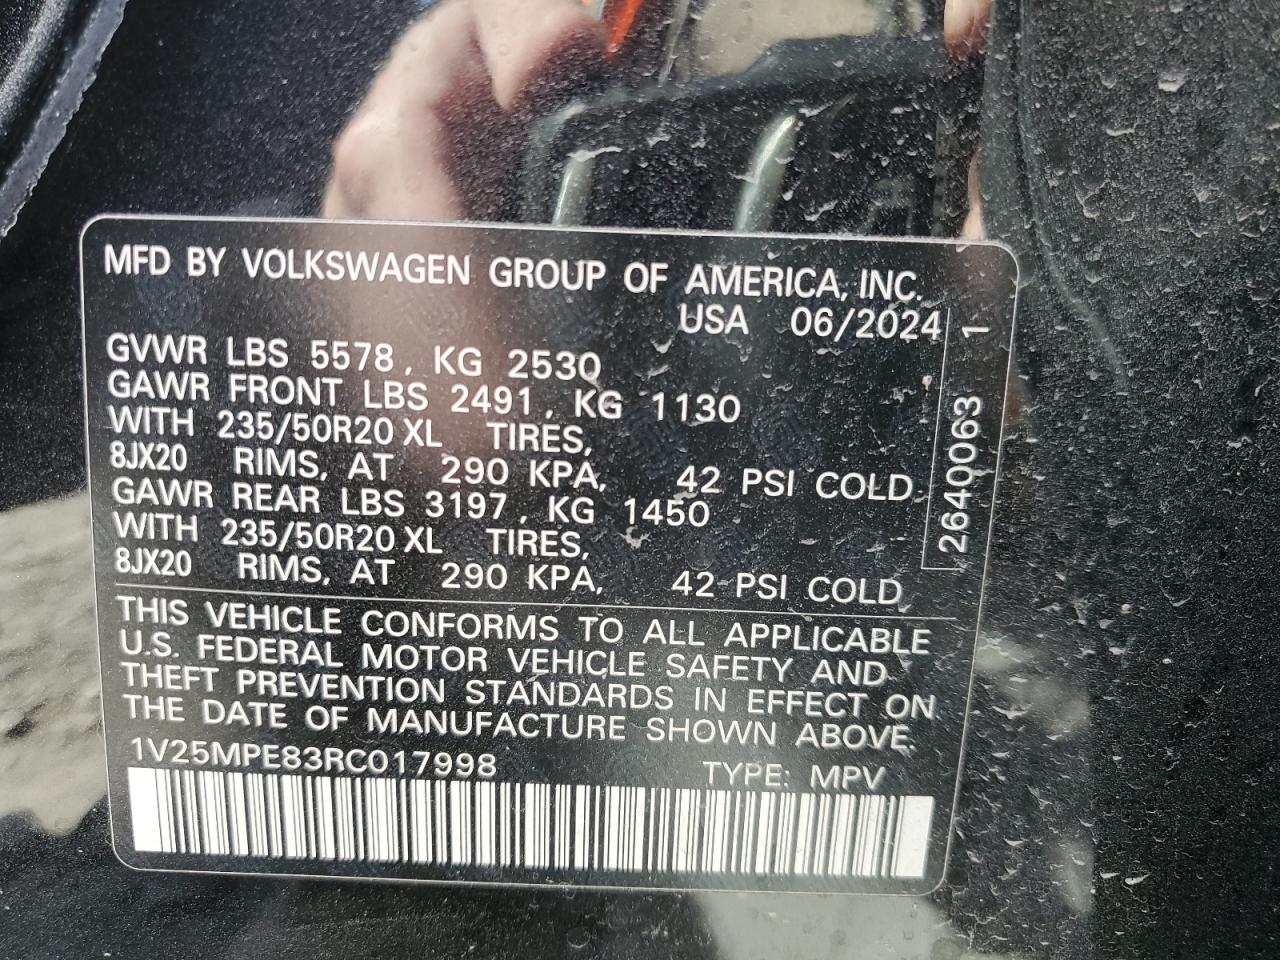 MFD BY VOLKSWAGEN GROUP OF AMERICA, INC.
USA 06/2024
GVWR LBS 5578, KG 2530
GAWR FRONT LBS 2491, KG 1130
WITH 235/50R20 XL TIRES,
8JX20 RIMS, AT 290 KPA, 42 PSI COLD
GAWR REAR LBS 3197, KG 1450
WITH 235/50R20 XL TIRES,
8JX20 RIMS, AT 290 KPA, 42 PSI COLD
THIS VEHICLE CONFORMS TO ALL APPLICABLE
U.S. FEDERAL MOTOR VEHICLE SAFETY AND
THEFT PREVENTION STANDARDS IN EFFECT ON
THE DATE OF MANUFACTURE SHOWN ABOVE.
1V25MPE83RC017998 TYPE: MPV
2640063 1